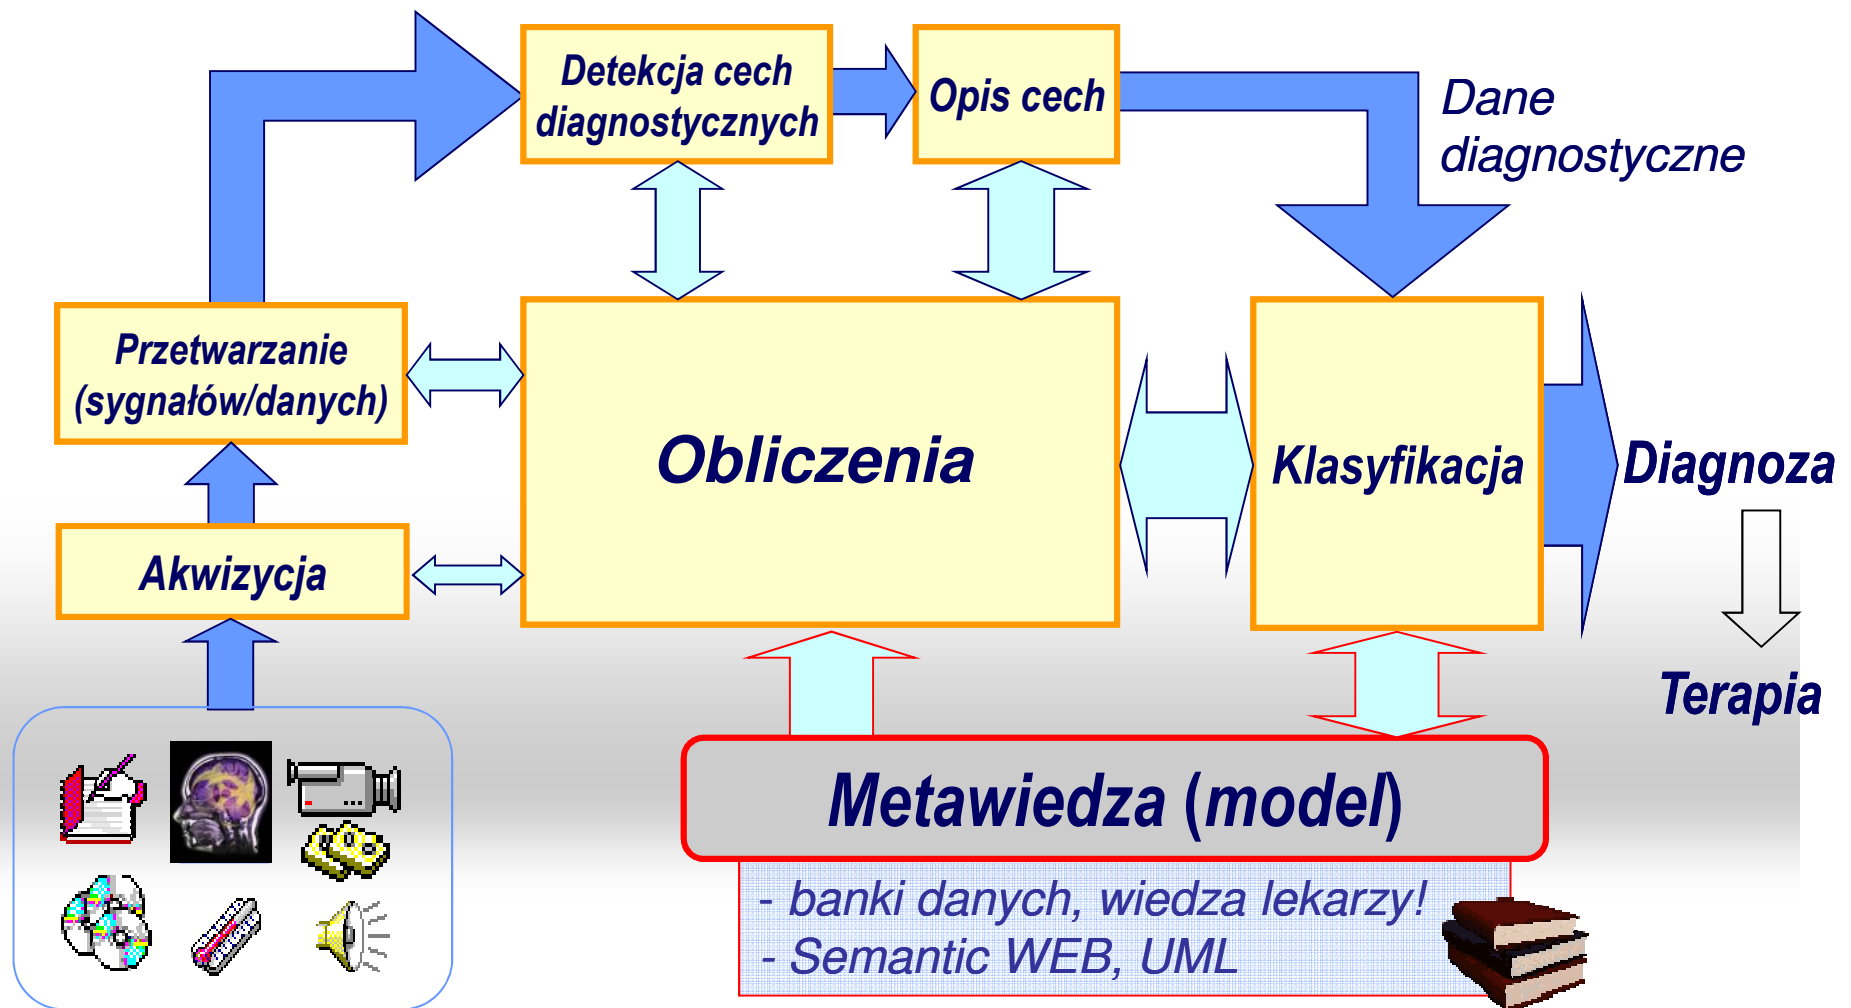 Detekcja cech
diagnostycznych
Opis cech
Dane
diagnostyczne
Przetwarzanie
(sygnałów/danych)
Obliczenia
Klasyfikacja
Diagnoza
Akwizycja
Terapia
Metawiedza (model)
- banki danych, wiedza lekarzy!
- Semantic WEB, UML